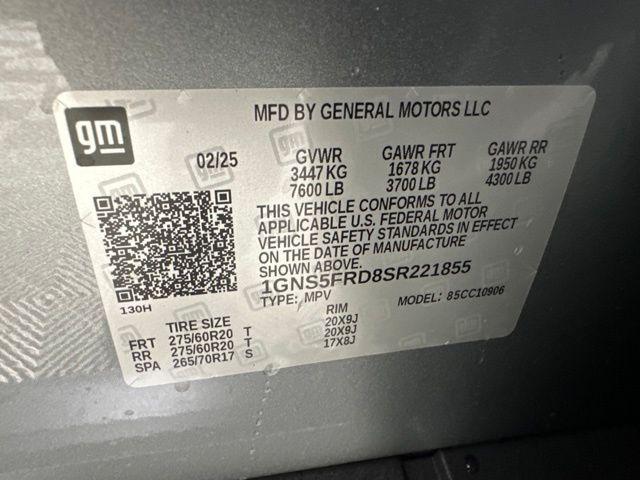 gm
MFD BY GENERAL MOTORS LLC
02/25 GVWR GAWR FRT GAWR RR
3447 KG 1678 KG 1950 KG
7600 LB 3700 LB 4300 LB
THIS VEHICLE CONFORMS TO ALL
APPLICABLE U.S. FEDERAL MOTOR
VEHICLE SAFETY STANDARDS IN EFFECT
ON THE DATE OF MANUFACTURE
SHOWN ABOVE.
1GNS5FRD8SR221855
130H TYPE: MPV MODEL: 85CC10906
TIRE SIZE RIM
FRT 275/60R20 T 20X9J
RR 275/60R20 T 20X9J
SPA 265/70R17 S 17X8J